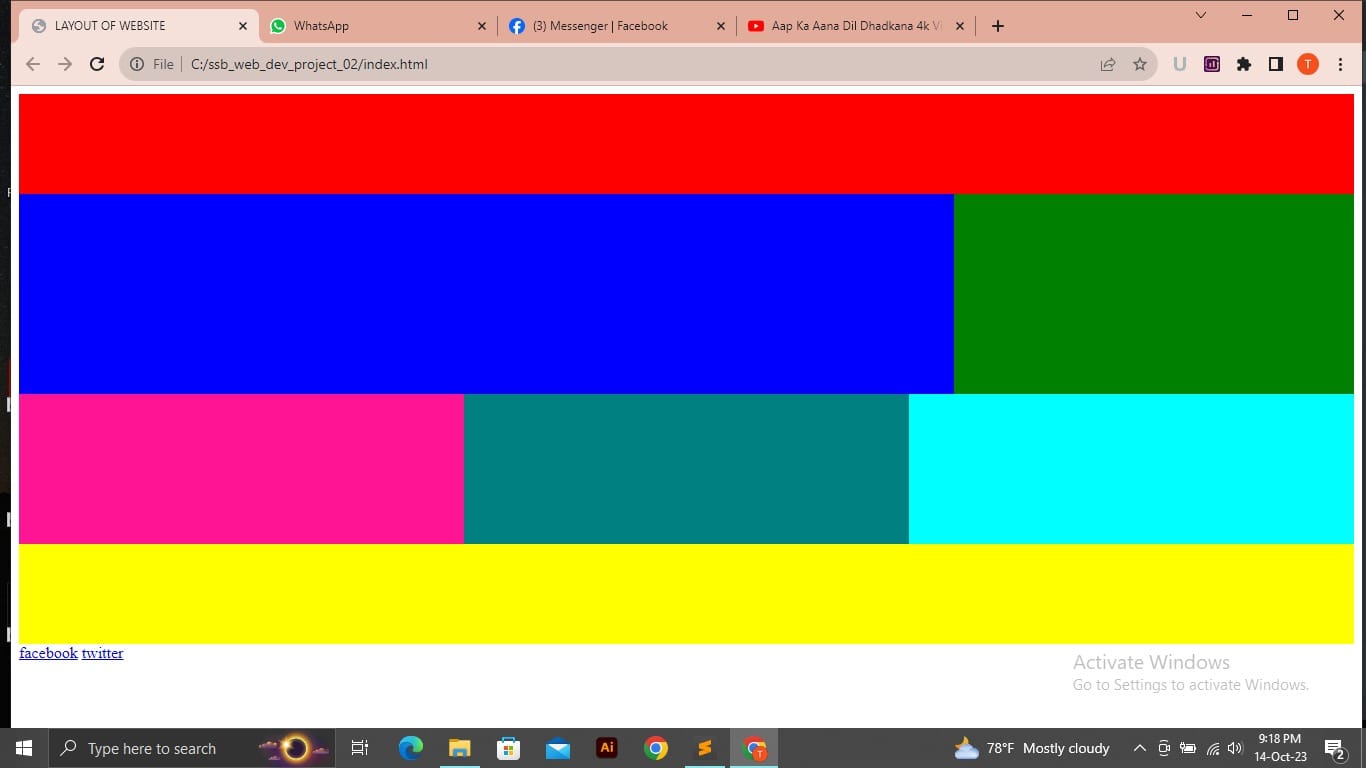 LAYOUT OF WEBSITE
WhatsApp
(3) Messenger | Facebook
Aap Ka Aana Dil Dhadkana 4k
File
C:/ssb_web_dev_project_02/index.html
U
T
facebook twitter
Activate Windows
Go to Settings to activate Windows.
Type here to search
Ai
T
78°F Mostly cloudy
9:18 PM
14-Oct-23
2